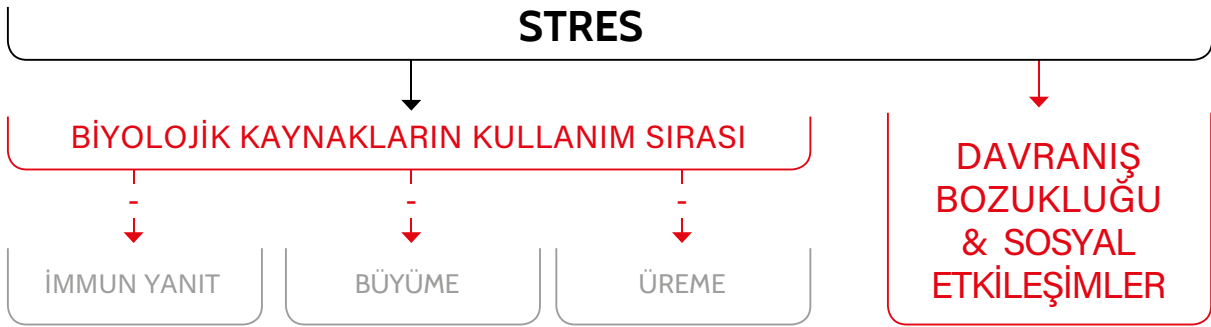 STRES
BİYOLOJİK KAYNAKLARIN KULLANIM SIRASI
DAVRANIŞ
BOZUKLUĞU
& SOSYAL
ETKİLEŞİMLER
- - -
İMMUN YANIT
BÜYÜME
ÜREME